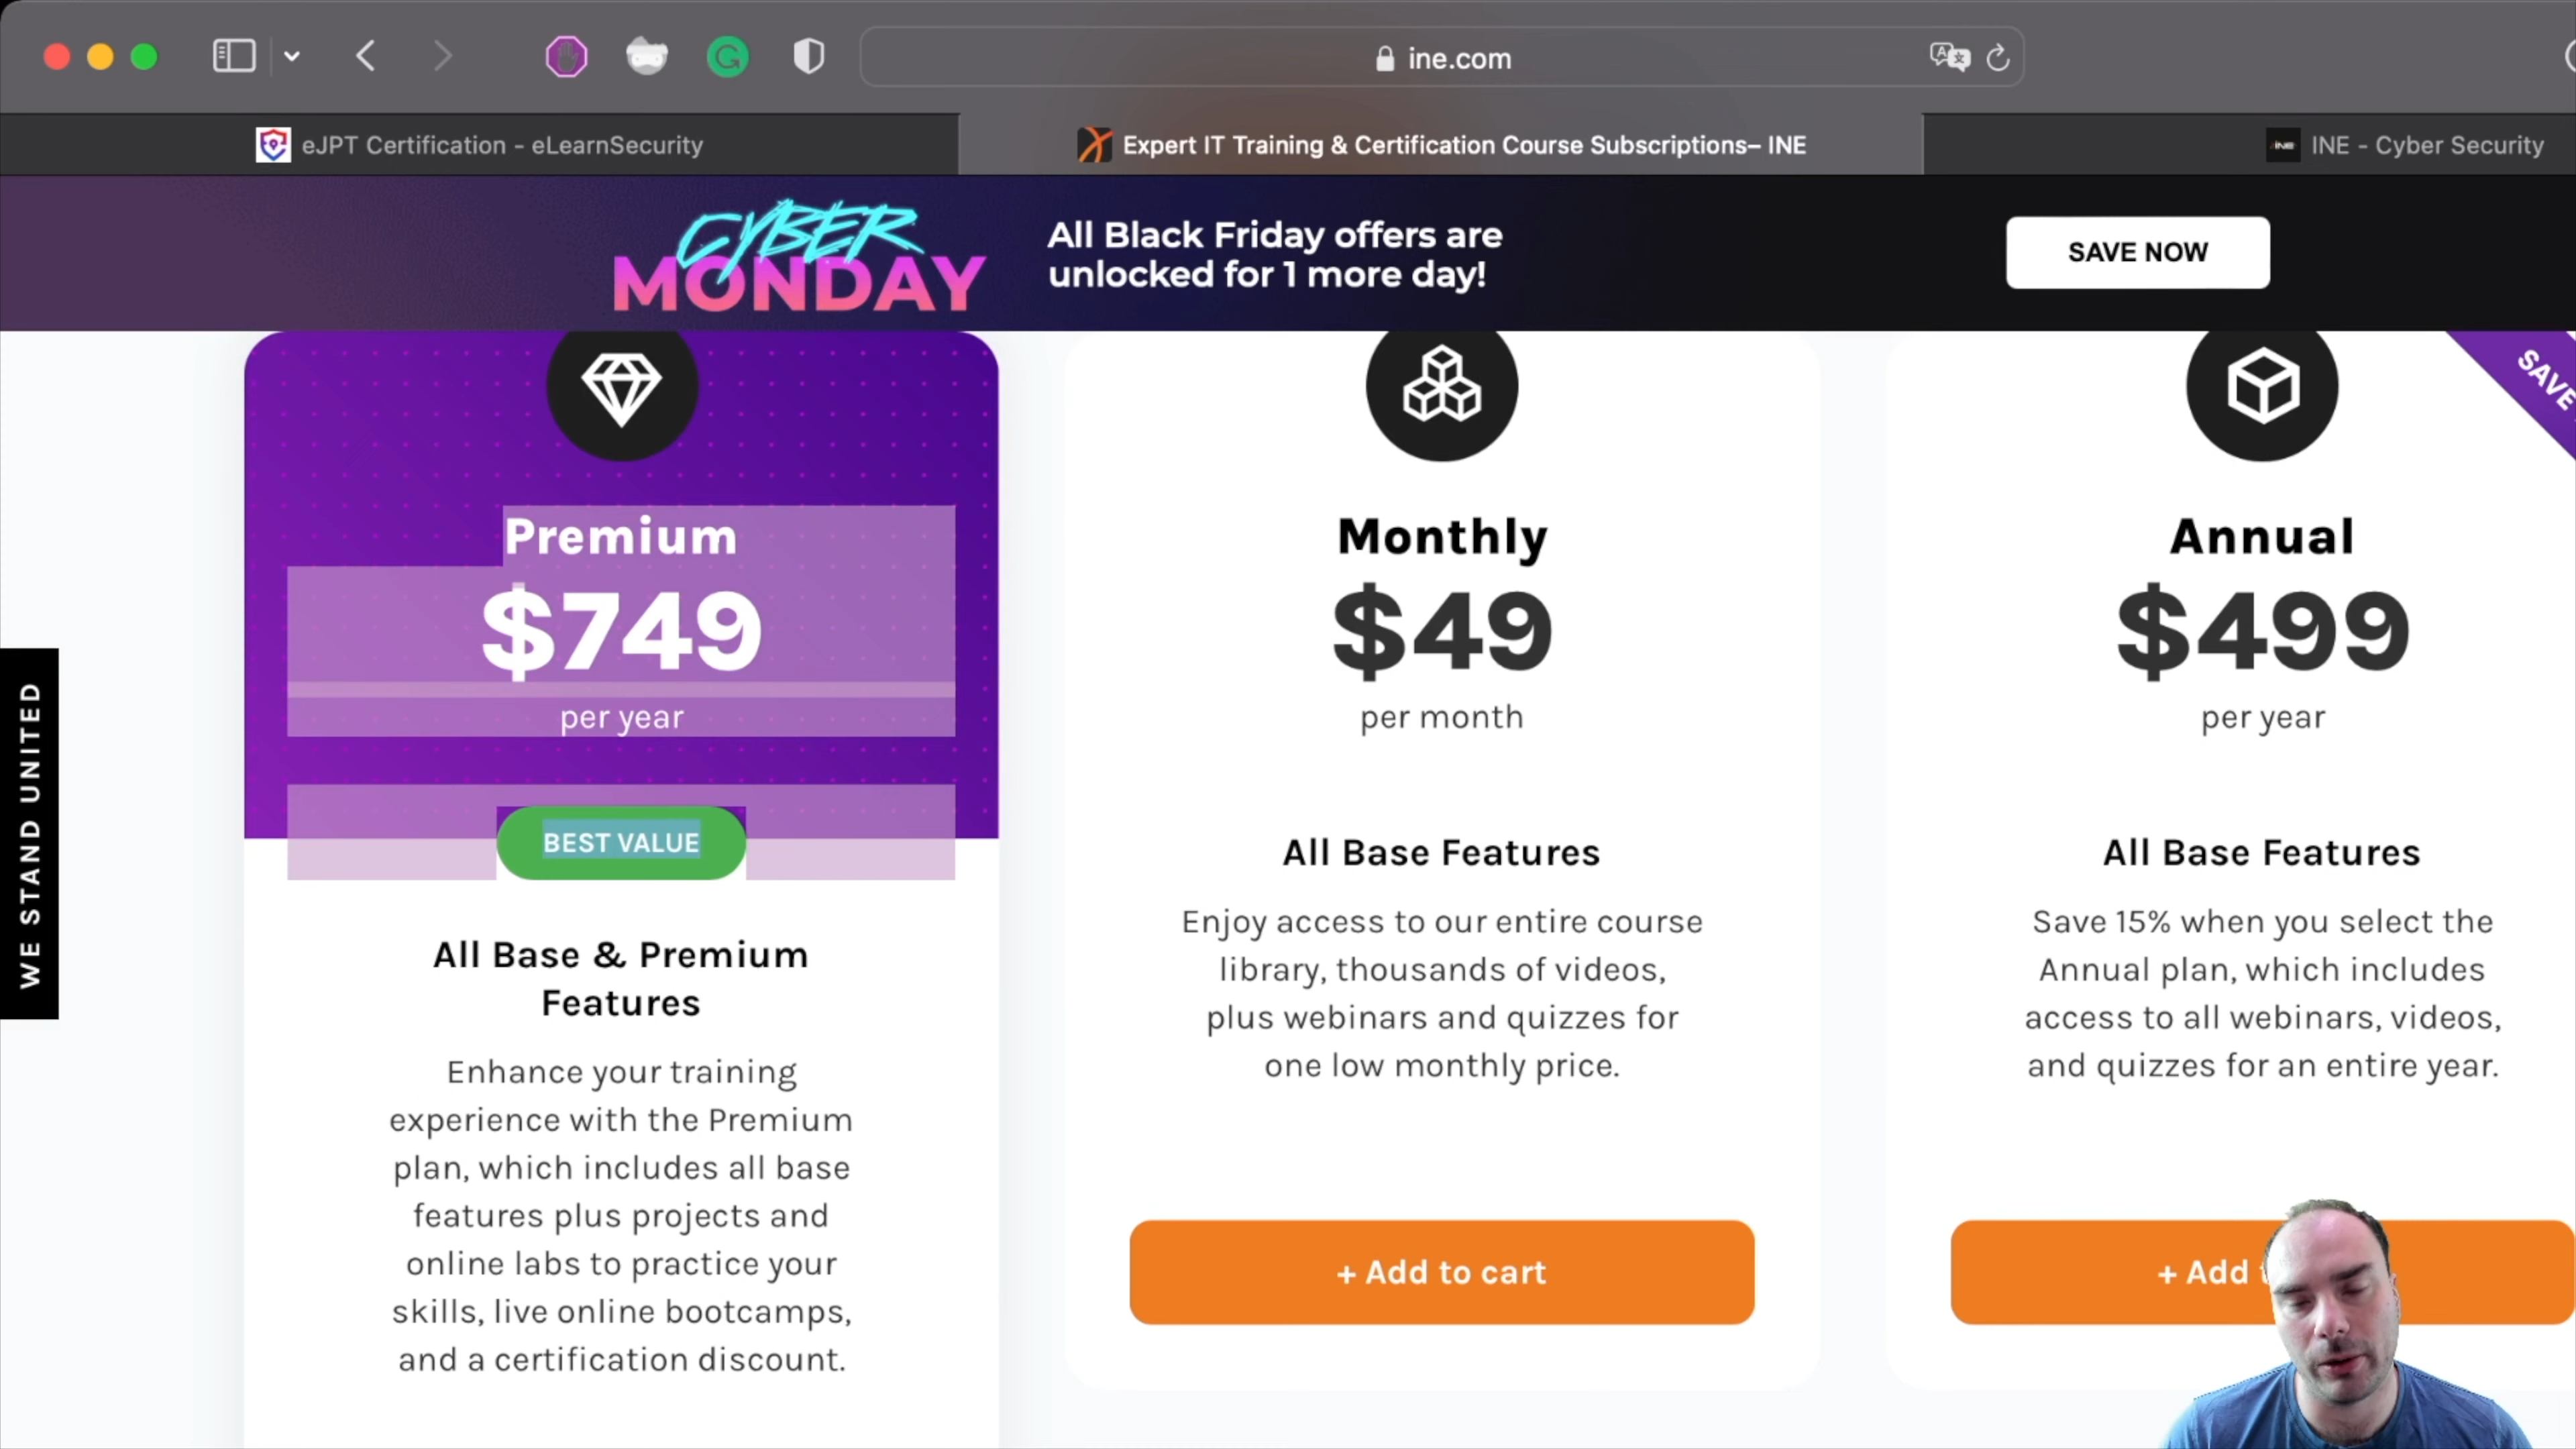 ine.com
eJPT Certification - eLearnSecurity
Expert IT Training & Certification Course Subscriptions– INE
INE - Cyber Security
CYBER
MONDAY
All Black Friday offers are
unlocked for 1 more day!
SAVE NOW
SAVE
WE STAND UNITED
Premium
$749
per year
BEST VALUE
All Base & Premium
Features
Enhance your training
experience with the Premium
plan, which includes all base
features plus projects and
online labs to practice your
skills, live online bootcamps,
and a certification discount.
Monthly
$49
per month
All Base Features
Enjoy access to our entire course
library, thousands of videos,
plus webinars and quizzes for
one low monthly price.
+ Add to cart
Annual
$499
per year
All Base Features
Save 15% when you select the
Annual plan, which includes
access to all webinars, videos,
and quizzes for an entire year.
+ Add